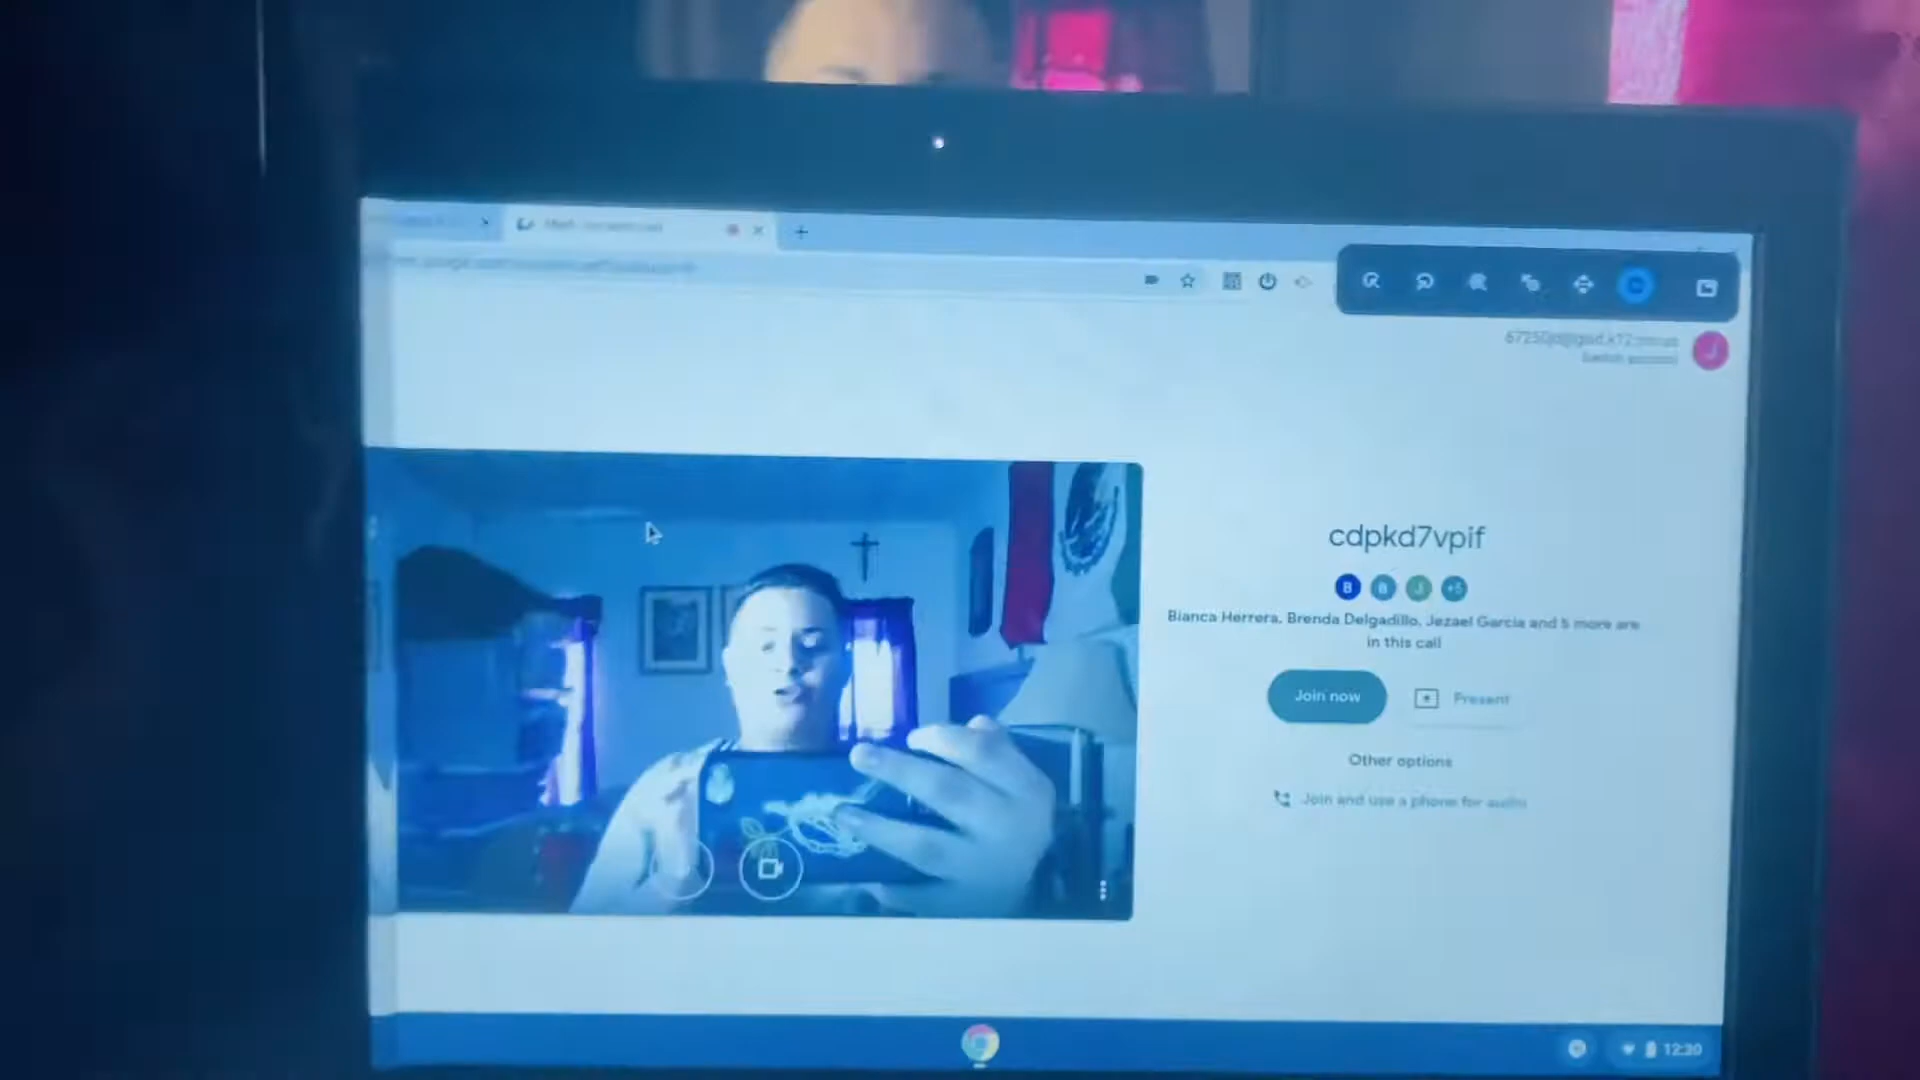 J
cdpkd7vpif
B B J +5
Bianca Herrera, Brenda Delgadillo, Jezael Garcia and 5 more are
in this call
Join now
Present
Other options
Join and use a phone for audio
12:30